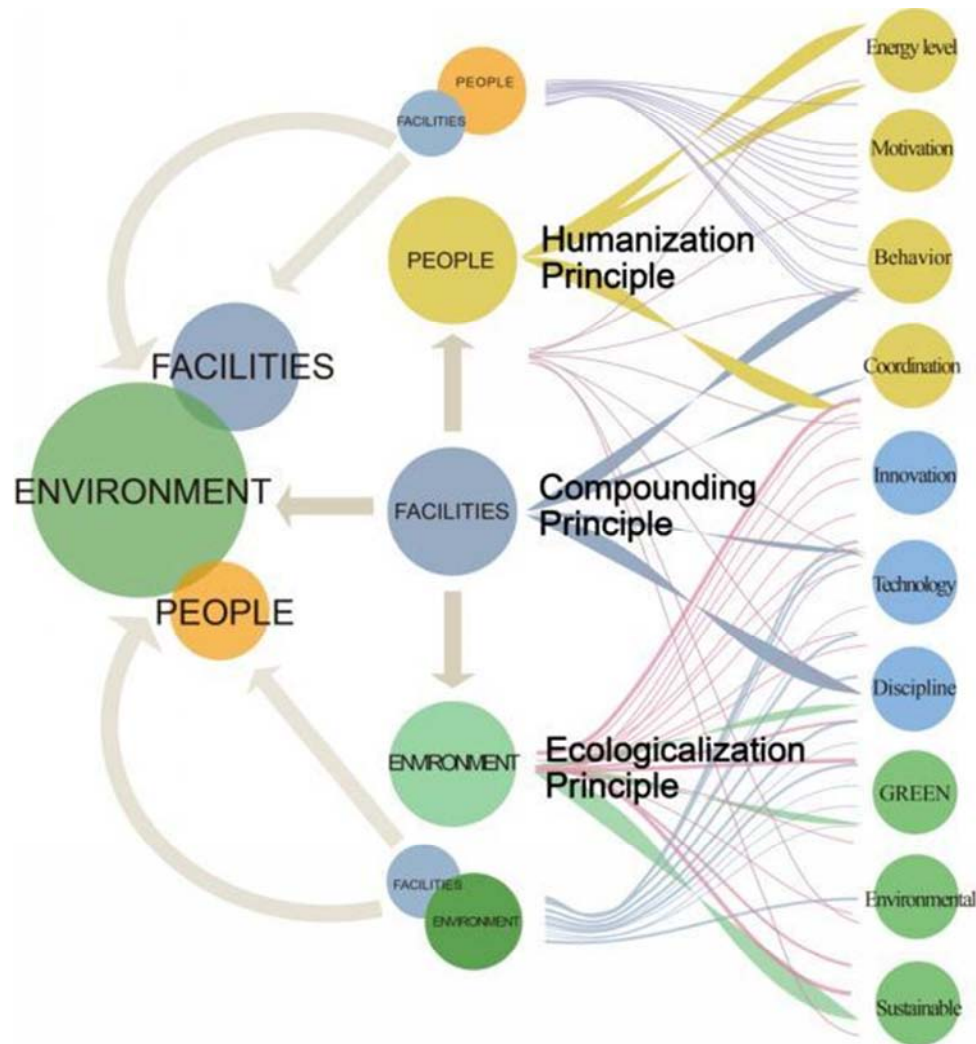 PEOPLE
FACILITIES
PEOPLE
Humanization
Principle
FACILITIES
ENVIRONMENT
PEOPLE
FACILITIES
Compounding
Principle
ENVIRONMENT
Ecologicalization
Principle
FACILITIES
ENVIRONMENT
Energy level
Motivation
Behavior
Coordination
Innovation
Technology
Discipline
GREEN
Environmental
Sustainable